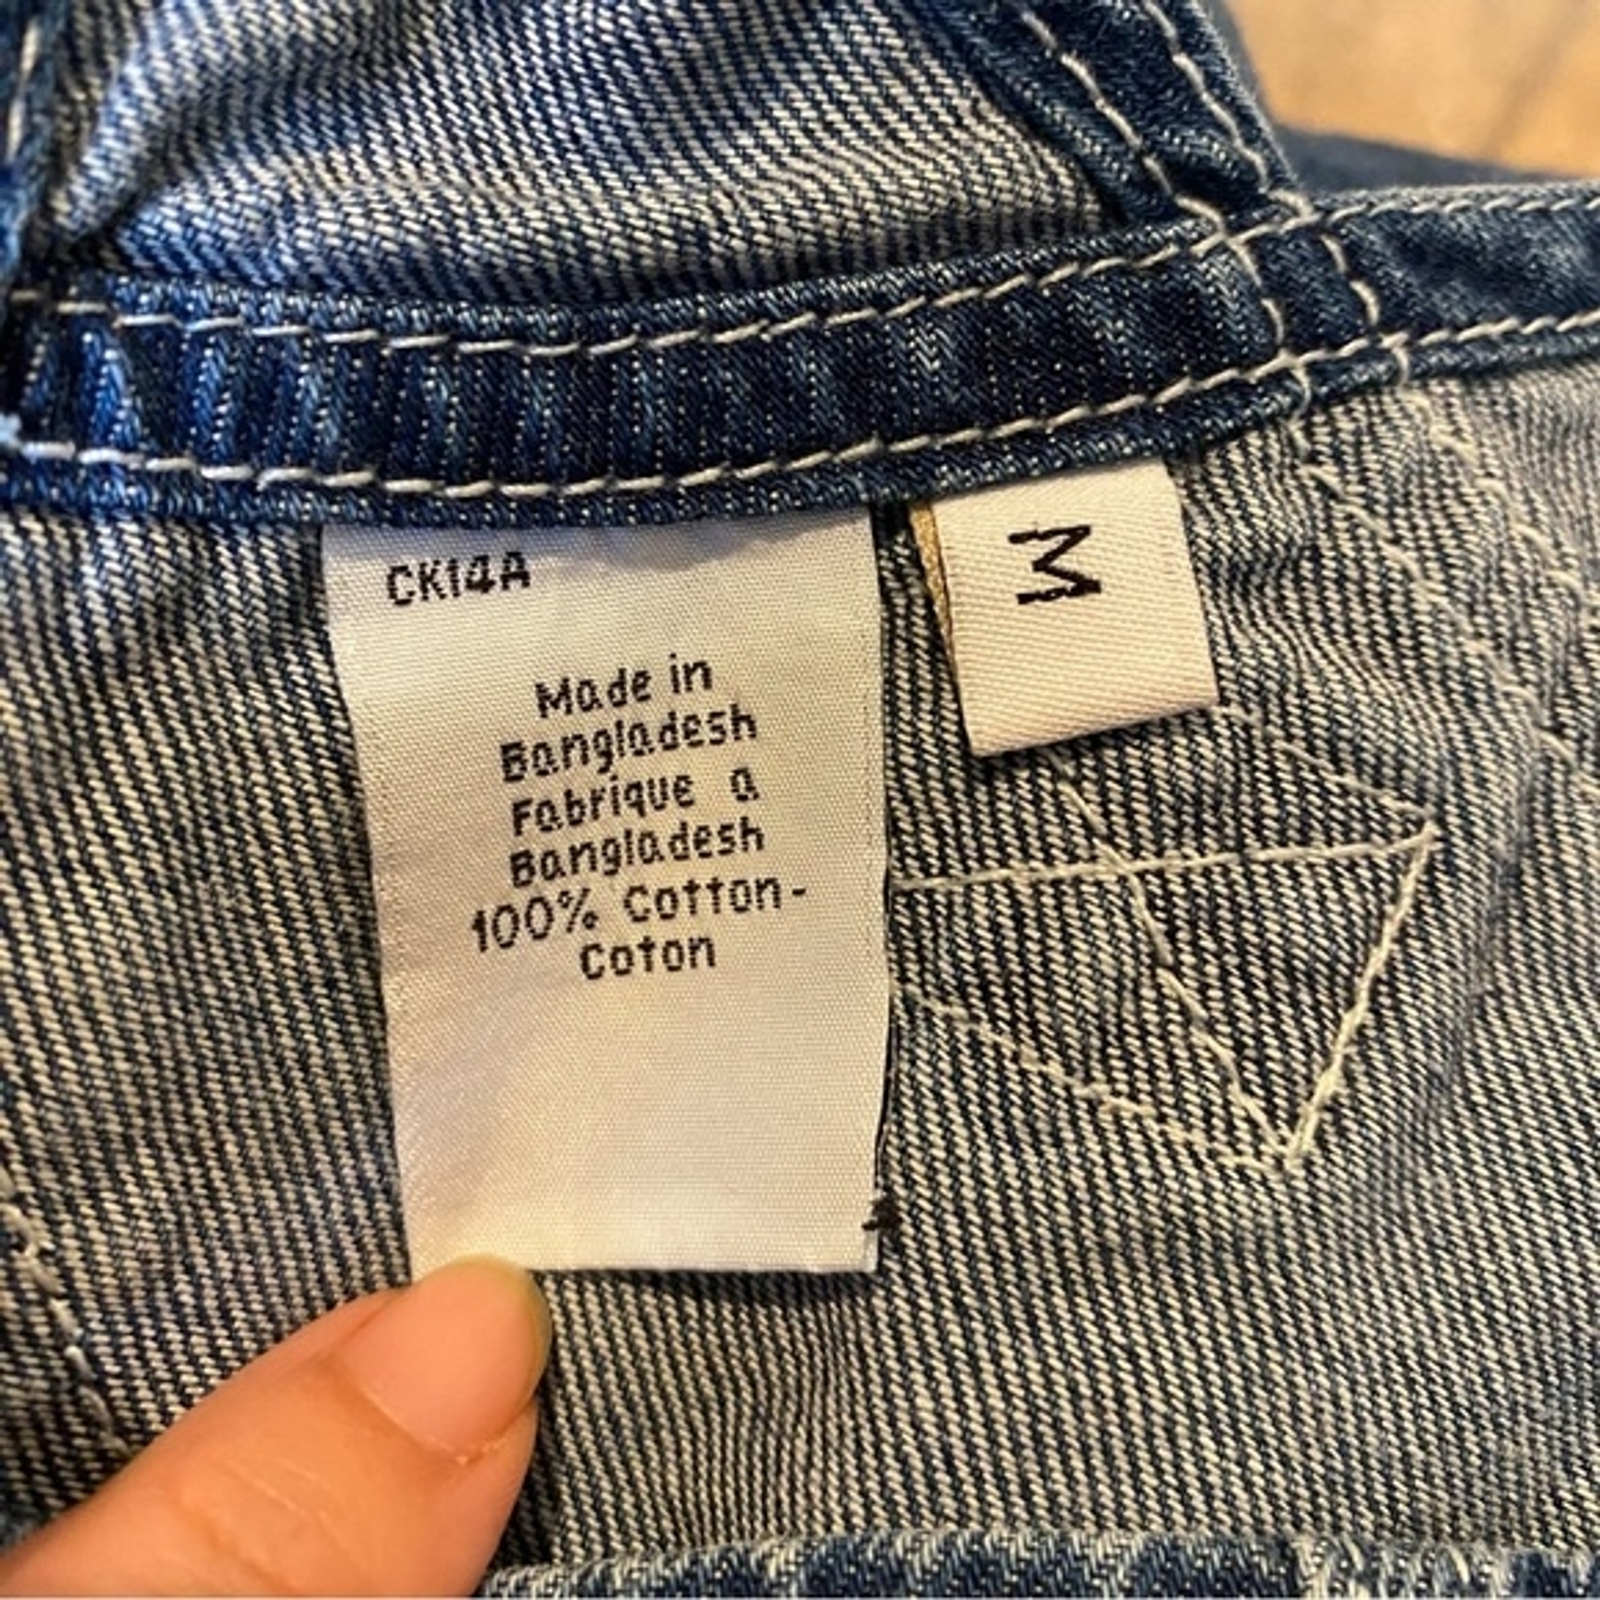 CK14A
Made in
Bangladesh
Fabrique a
Bangladesh
100% Cotton-
Coton
M